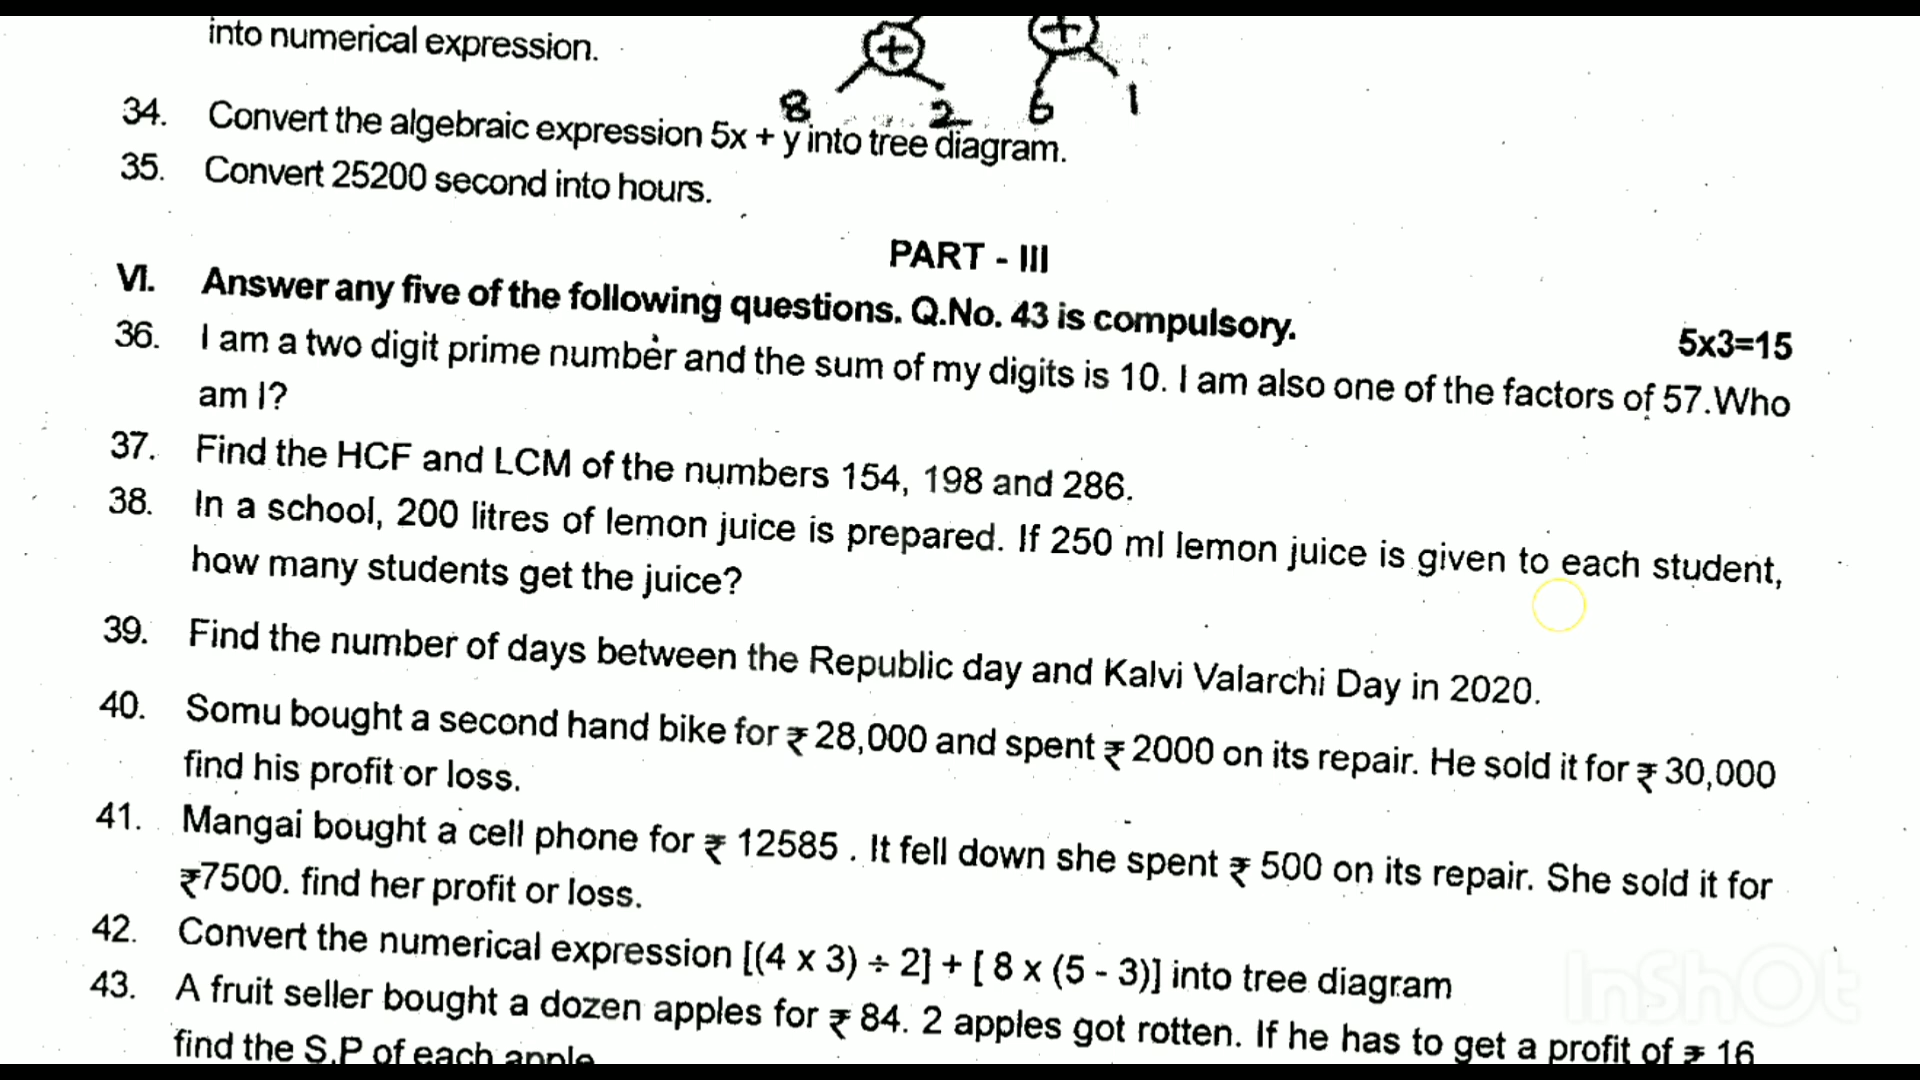 into numerical expression.
8 2 6 1
34. Convert the algebraic expression 5x + y into tree diagram.
35. Convert 25200 second into hours.
PART - III
VI. Answer any five of the following questions. Q.No. 43 is compulsory. 5x3=15
36. I am a two digit prime number and the sum of my digits is 10. I am also one of the factors of 57.Who
am I?
37. Find the HCF and LCM of the numbers 154, 198 and 286.
38. In a school, 200 litres of lemon juice is prepared. If 250 ml lemon juice is given to each student,
how many students get the juice?
39. Find the number of days between the Republic day and Kalvi Valarchi Day in 2020.
40. Somu bought a second hand bike for ₹ 28,000 and spent ₹ 2000 on its repair. He sold it for ₹ 30,000
find his profit or loss.
41. Mangai bought a cell phone for ₹ 12585 . It fell down she spent ₹ 500 on its repair. She sold it for
₹7500. find her profit or loss.
42. Convert the numerical expression [(4 x 3) ÷ 2] + [ 8 x (5 - 3)] into tree diagram
43. A fruit seller bought a dozen apples for ₹ 84. 2 apples got rotten. If he has to get a profit of ₹ 16
find the S.P of each apple
InShOt